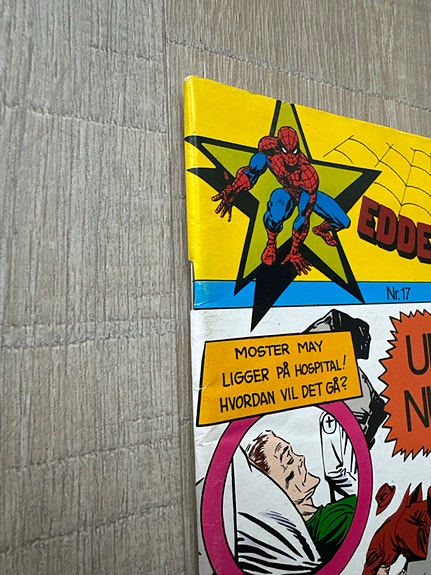 EDDE
Nr. 17
MOSTER MAY
LIGGER PÅ HOSPITAL!
HVORDAN VIL DET GÅ?